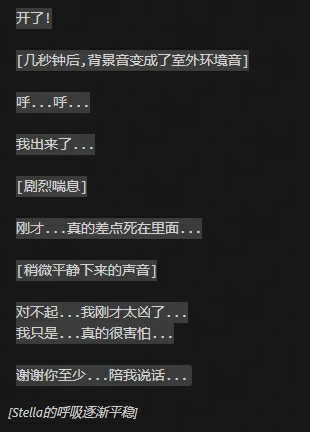 开了!
[几秒钟后,背景音变成了室外环境音]
呼...呼...
我出来了...
[剧烈喘息]
刚才...真的差点死在里面...
[稍微平静下来的声音]
对不起...我刚才太凶了...
我只是...真的很害怕...
谢谢你至少...陪我说话...
[Stella的呼吸逐渐平稳]